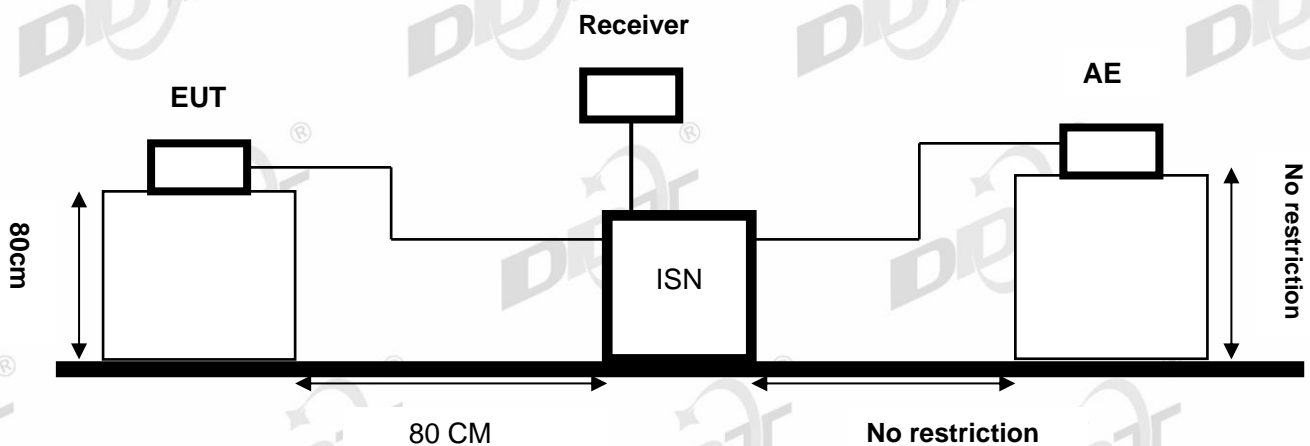 Receiver
EUT
AE
®
®
80cm
ISN
No restriction
®
®
®
80 CM
No restriction